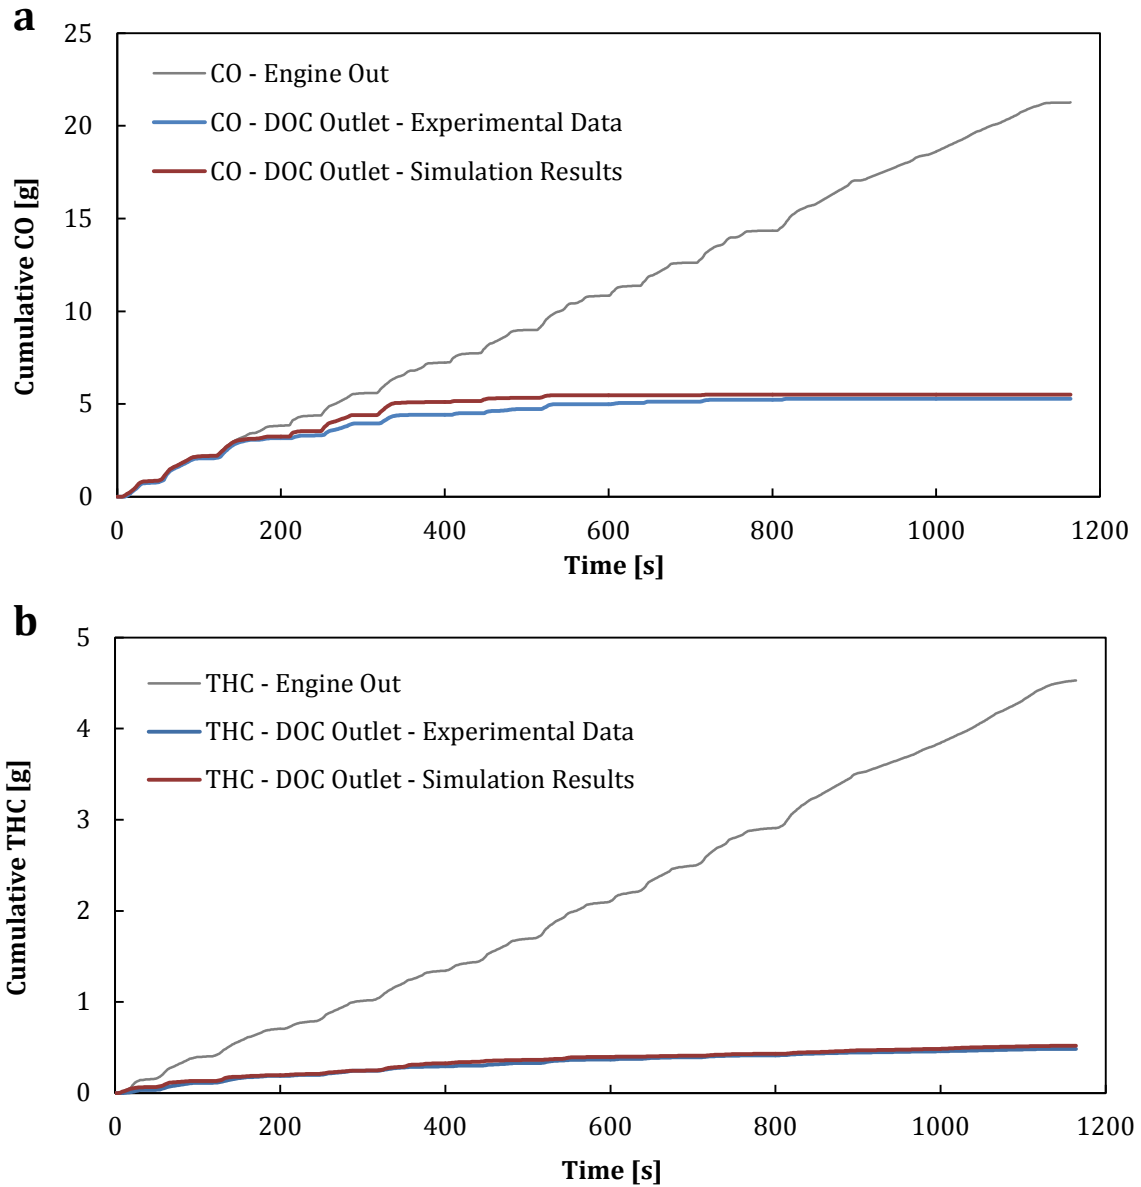 a
25
20
15
10
5
0
Cumulative CO [g]
CO - Engine Out
CO - DOC Outlet - Experimental Data
CO - DOC Outlet - Simulation Results
0 200 400 600 800 1000 1200
Time [s]
b
5
4
3
2
1
0
Cumulative THC [g]
THC - Engine Out
THC - DOC Outlet - Experimental Data
THC - DOC Outlet - Simulation Results
0 200 400 600 800 1000 1200
Time [s]